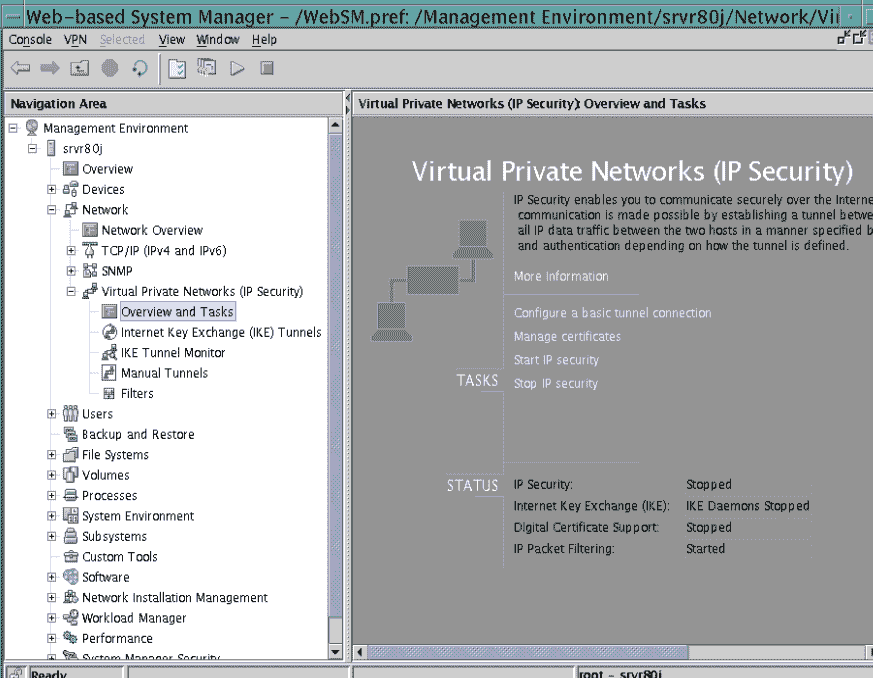 Web-based System Manager - /WebSM.pref: /Management Environment/srvr80j/Network/Vi
Console VPN Selected View Window Help
Navigation Area
Management Environment
srvr80j
Overview
Devices
Network
Network Overview
TCP/IP (IPv4 and IPv6)
SNMP
Virtual Private Networks (IP Security)
Overview and Tasks
Internet Key Exchange (IKE) Tunnels
IKE Tunnel Monitor
Manual Tunnels
Filters
Users
Backup and Restore
File Systems
Volumes
Processes
System Environment
Subsystems
Custom Tools
Software
Network Installation Management
Workload Manager
Performance
System Manager Security
Virtual Private Networks (IP Security): Overview and Tasks
Virtual Private Networks (IP Security)
IP Security enables you to communicate securely over the Interne
communication is made possible by establishing a tunnel betwe
all IP data traffic between the two hosts in a manner specified b
and authentication depending on how the tunnel is defined.
More Information
Configure a basic tunnel connection
Manage certificates
Start IP security
TASKS Stop IP security
STATUS IP Security: Stopped
Internet Key Exchange (IKE): IKE Daemons Stopped
Digital Certificate Support: Stopped
IP Packet Filtering: Started
Ready
root - srvr80j